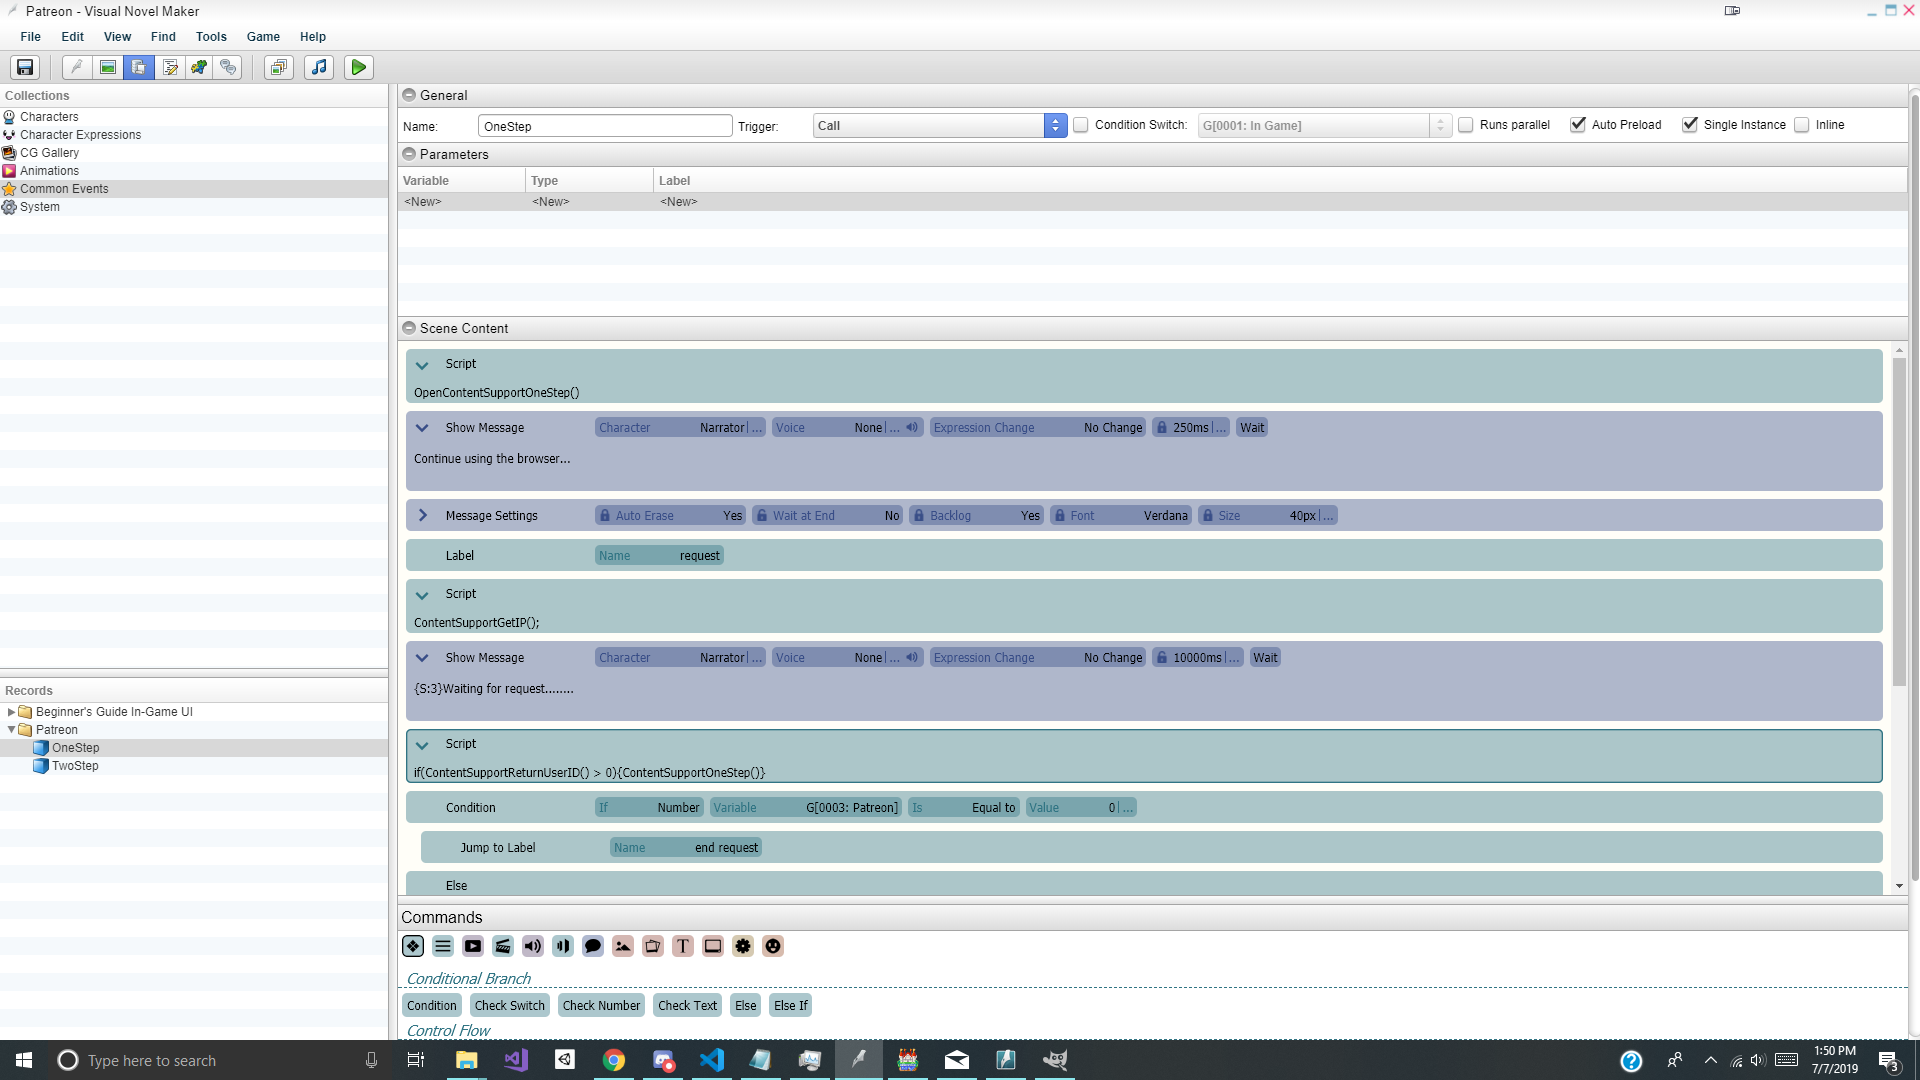 Patreon - Visual Novel Maker
File Edit View Find Tools Game Help
Collections
Characters
Character Expressions
CG Gallery
Animations
Common Events
System
Records
Beginner's Guide In-Game UI
Patreon
OneStep
TwoStep
General
Name: OneStep Trigger: Call Condition Switch: G[0001: In Game] Runs parallel Auto Preload Single Instance Inline
Parameters
Variable Type Label
<New> <New> <New>
Scene Content
Script
OpenContentSupportOneStep()
Show Message Character Narrator|... Voice None|... Expression Change No Change 250ms|... Wait
Continue using the browser...
Message Settings Auto Erase Yes Wait at End No Backlog Yes Font Verdana Size 40px|...
Label Name request
Script
ContentSupportGetIP();
Show Message Character Narrator|... Voice None|... Expression Change No Change 10000ms|... Wait
{S:3}Waiting for request........
Script
if(ContentSupportReturnUserID() > 0){ContentSupportOneStep()}
Condition If Number Variable G[0003: Patreon] Is Equal to Value 0|...
Jump to Label Name end request
Else
Commands
T
Conditional Branch
Condition Check Switch Check Number Check Text Else Else If
Control Flow
Type here to search
1:50 PM
7/7/2019
3